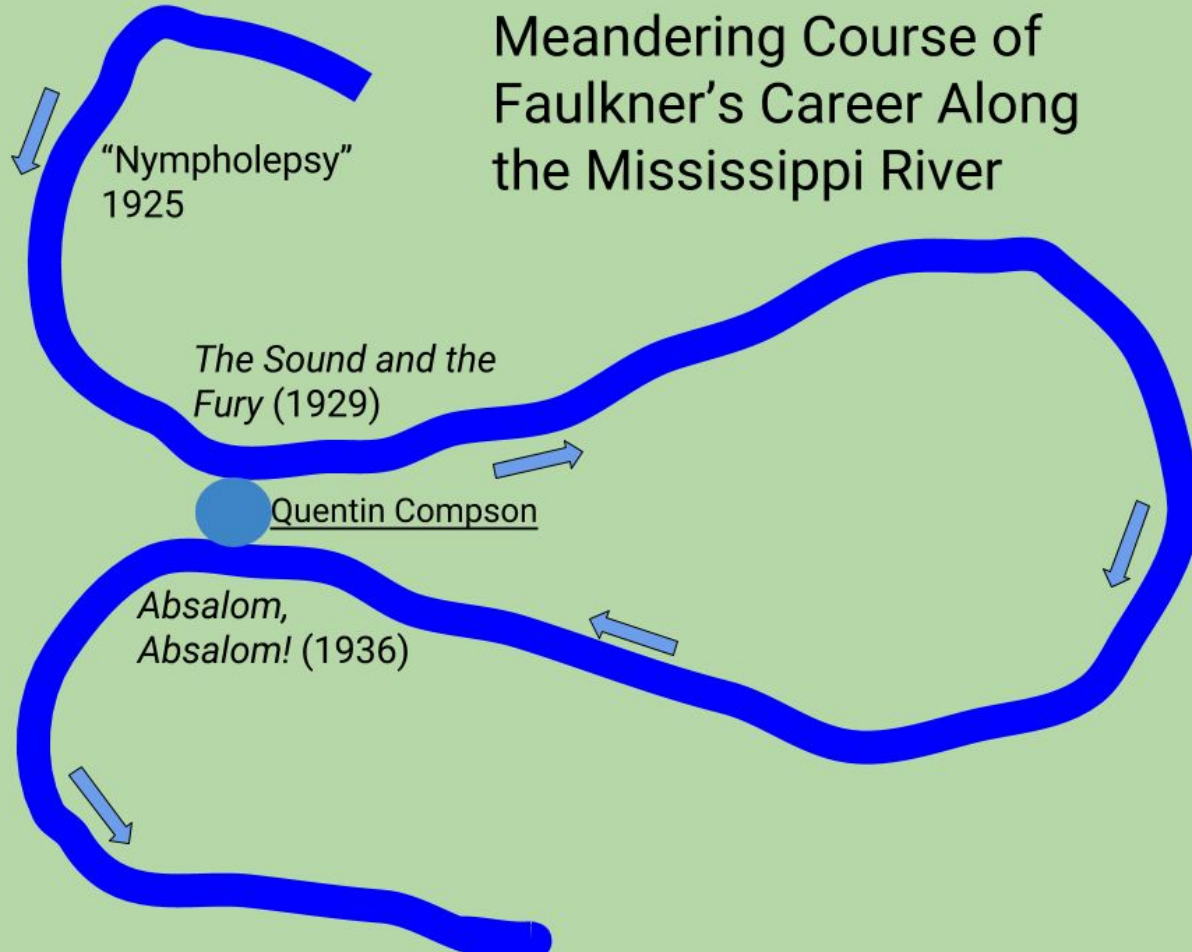 Meandering Course of
Faulkner’s Career Along
the Mississippi River
“Nympholepsy”
1925
The Sound and the
Fury (1929)
Quentin Compson
Absalom,
Absalom! (1936)